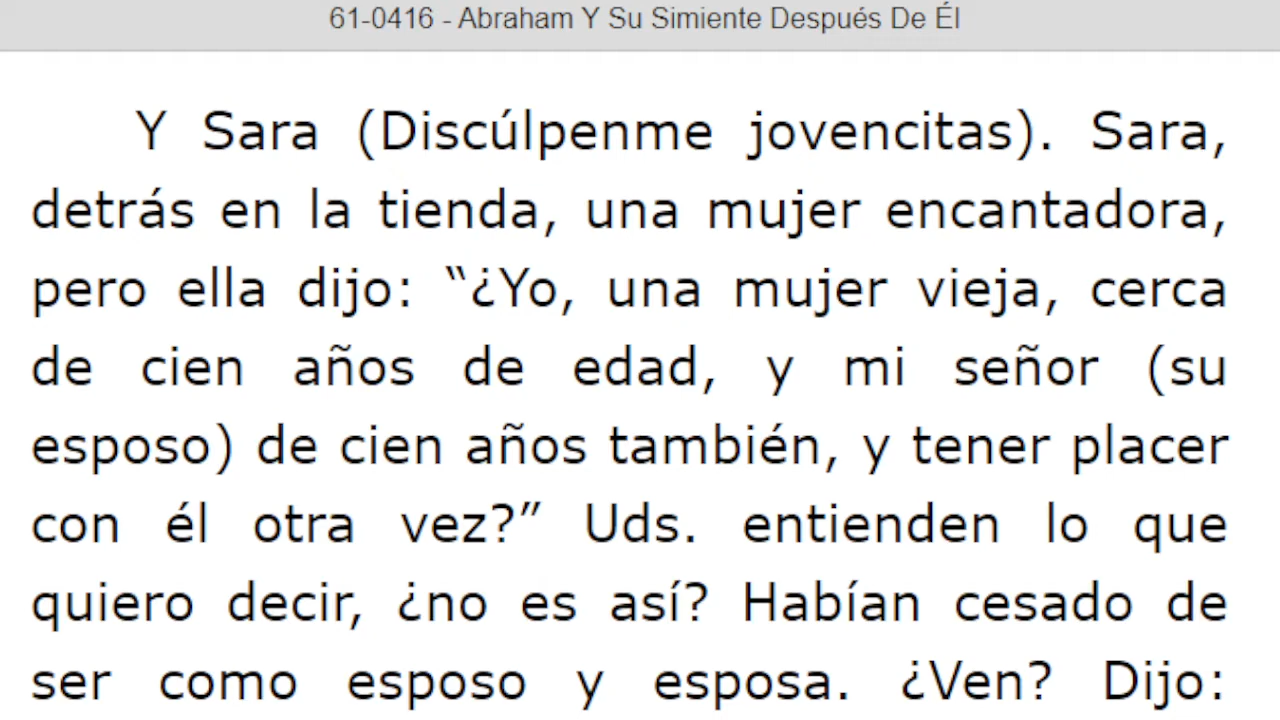 61-0416 - Abraham Y Su Simiente Después De Él
Y Sara (Discúlpenme jovencitas). Sara,
detrás en la tienda, una mujer encantadora,
pero ella dijo: “¿Yo, una mujer vieja, cerca
de cien años de edad, y mi señor (su
esposo) de cien años también, y tener placer
con él otra vez?” Uds. entienden lo que
quiero decir, ¿no es así? Habían cesado de
ser como esposo y esposa. ¿Ven? Dijo: